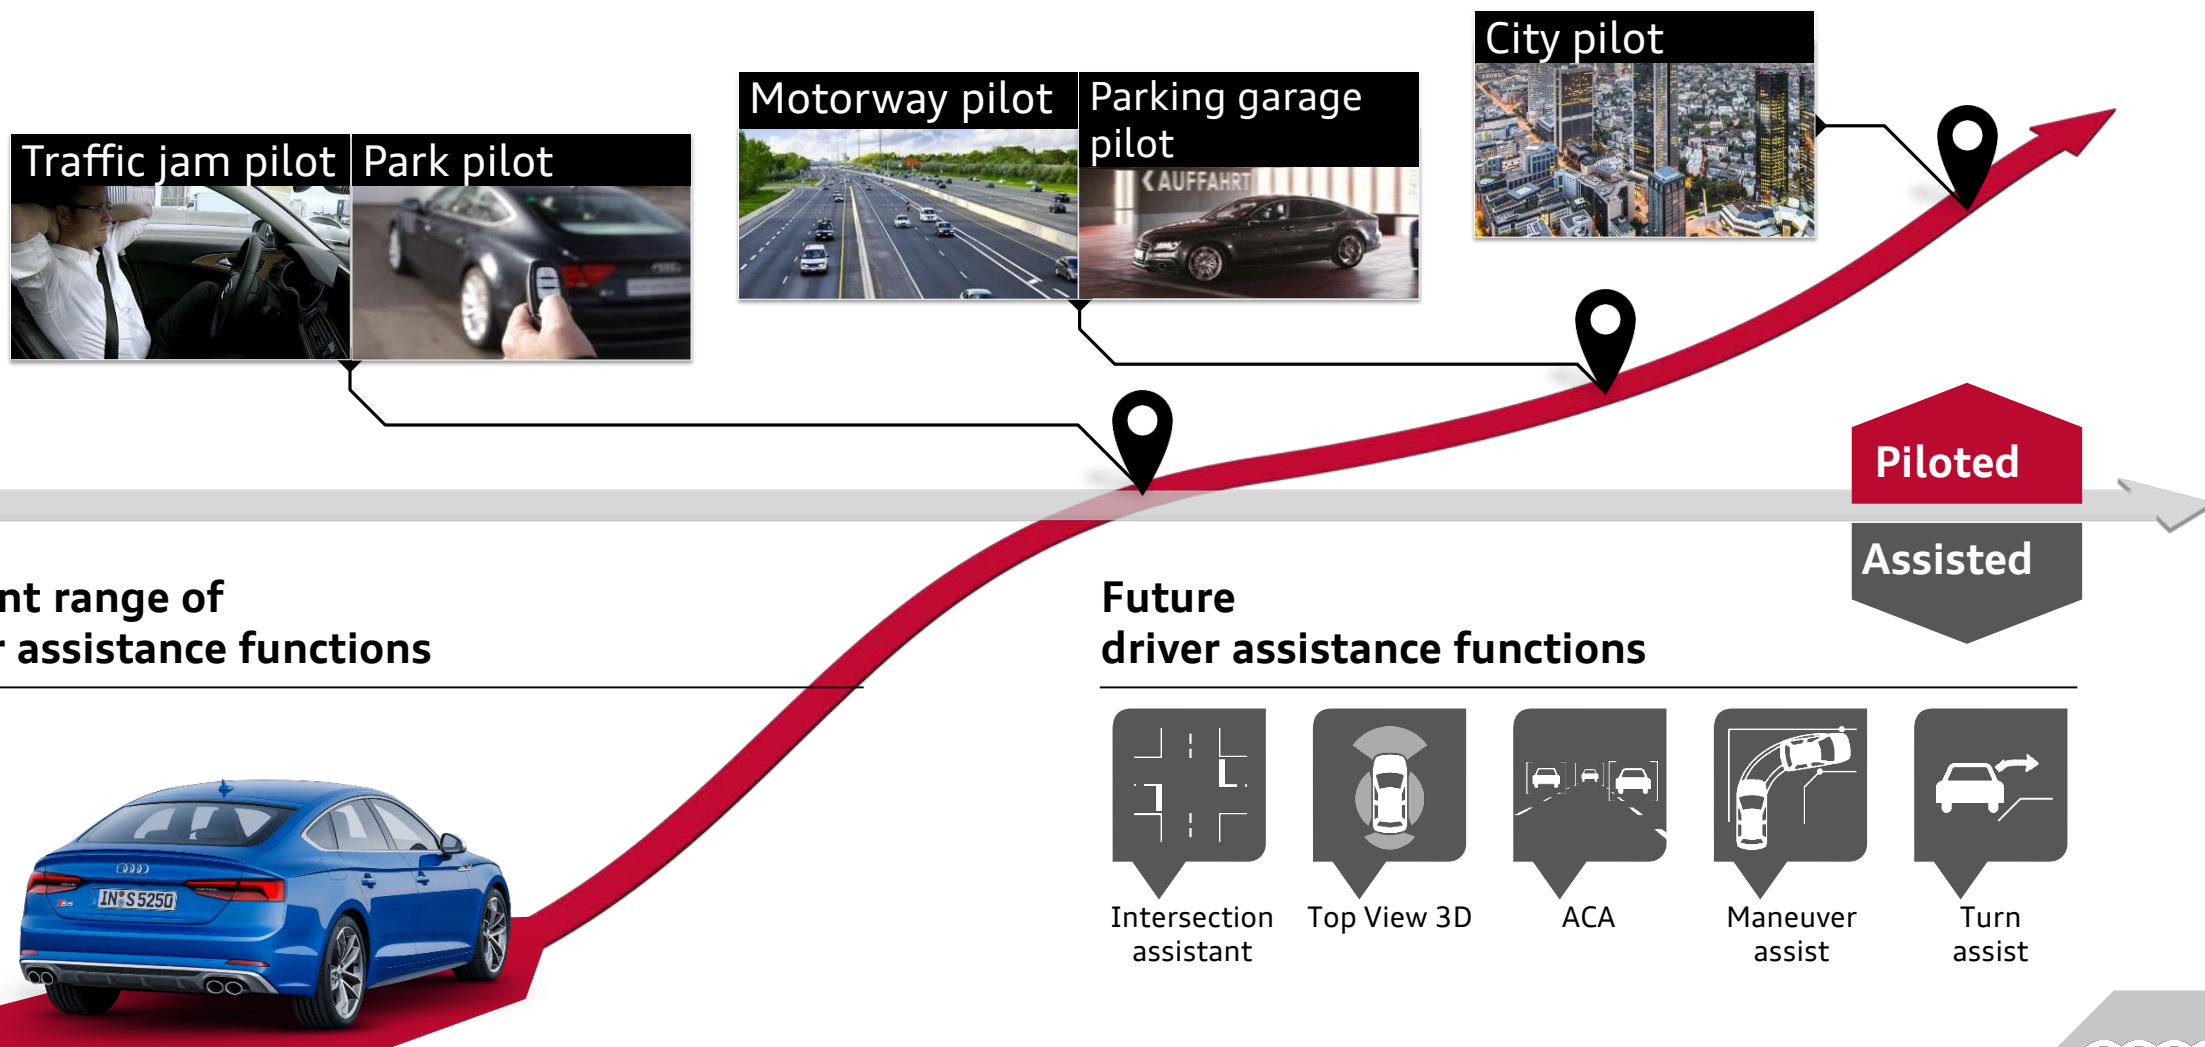 City pilot
Motorway pilot
Parking garage
pilot
Traffic jam pilot
Park pilot
AUFFAHRT
Piloted
Assisted
nt range of
r assistance functions
Future
driver assistance functions
IN S 5250
S5
Intersection
assistant
Top View 3D
ACA
Maneuver
assist
Turn
assist